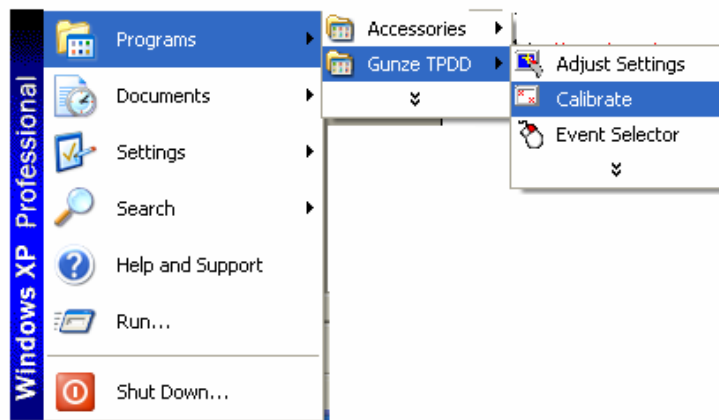 Windows XP Professional
Programs
Documents
Settings
Search
Help and Support
Run...
Shut Down...
Accessories
Gunze TPDD
Adjust Settings
Calibrate
Event Selector